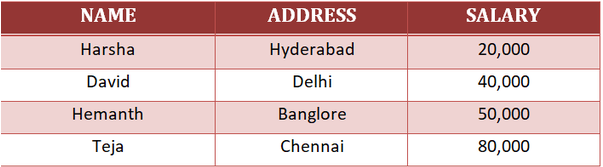 NAME ADDRESS SALARY
Harsha Hyderabad 20,000
David Delhi 40,000
Hemanth Banglore 50,000
Teja Chennai 80,000